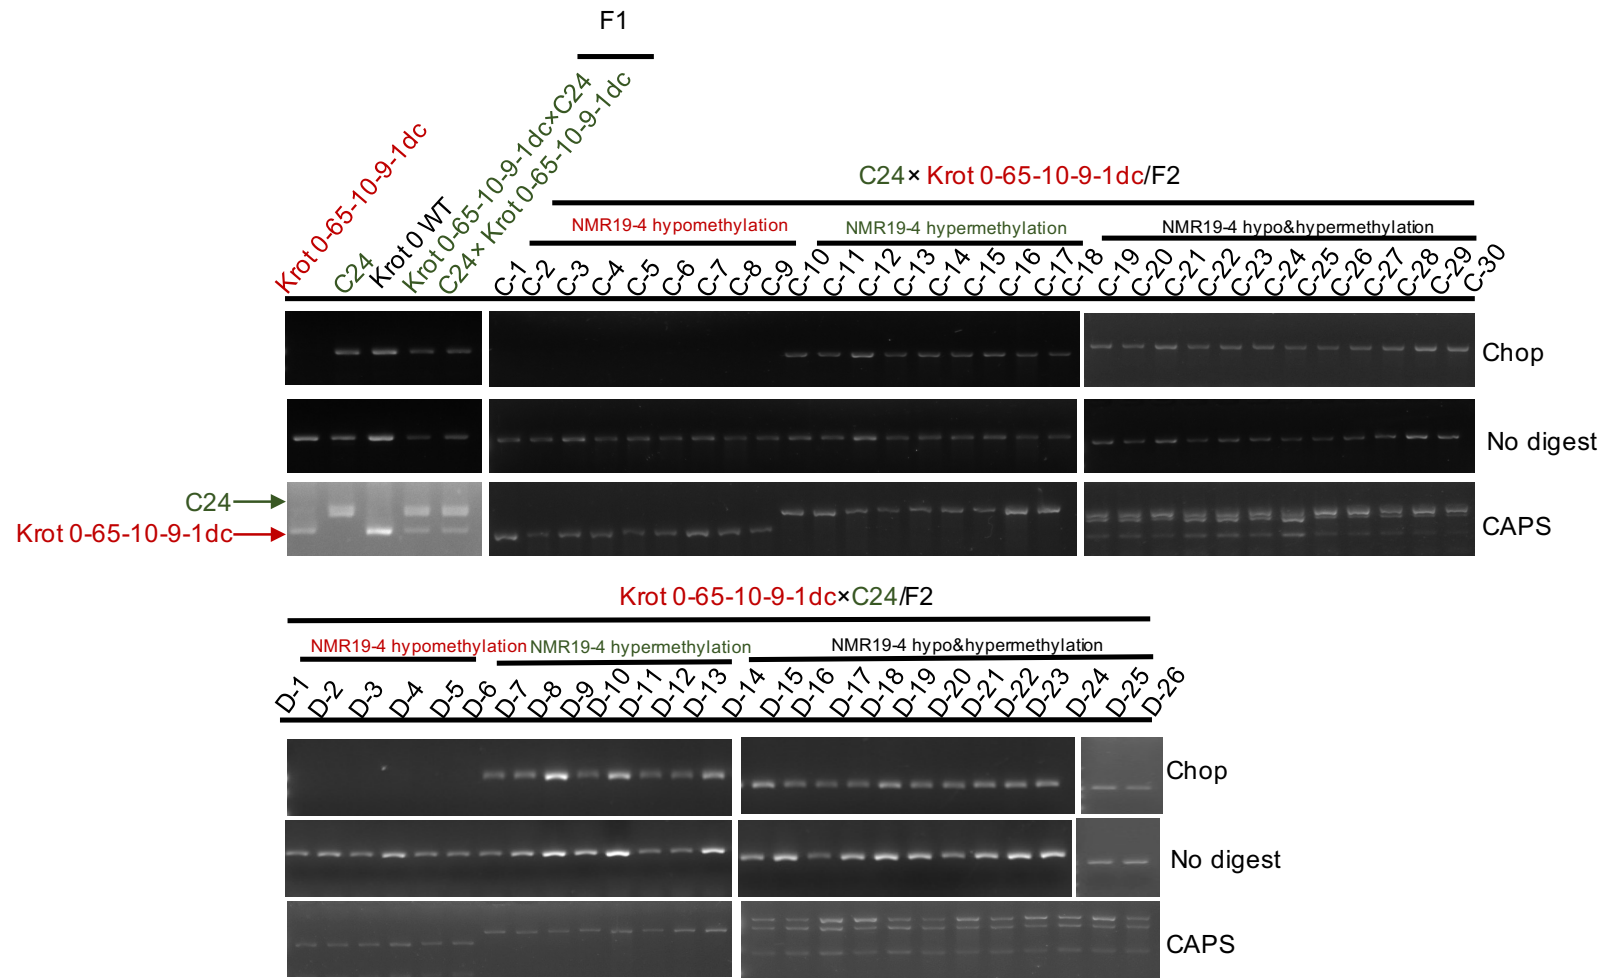 F1
Krot 0-65-10-9-1dc
C24
Krot 0 WT
Krot 0-65-10-9-1dc×C24
C24× Krot 0-65-10-9-1dc
C24× Krot 0-65-10-9-1dc/F2
NMR19-4 hypomethylation
NMR19-4 hypermethylation
NMR19-4 hypo&hypermethylation
C-1
C-2
C-3
C-4
C-5
C-6
C-7
C-8
C-9
C-10
C-11
C-12
C-13
C-14
C-15
C-16
C-17
C-18
C-19
C-20
C-21
C-22
C-23
C-24
C-25
C-26
C-27
C-28
C-29
C-30
Chop
No digest
C24
Krot 0-65-10-9-1dc
CAPS
Krot 0-65-10-9-1dc×C24/F2
NMR19-4 hypomethylation
NMR19-4 hypermethylation
NMR19-4 hypo&hypermethylation
D-1
D-2
D-3
D-4
D-5
D-6
D-7
D-8
D-9
D-10
D-11
D-12
D-13
D-14
D-15
D-16
D-17
D-18
D-19
D-20
D-21
D-22
D-23
D-24
D-25
D-26
Chop
No digest
CAPS